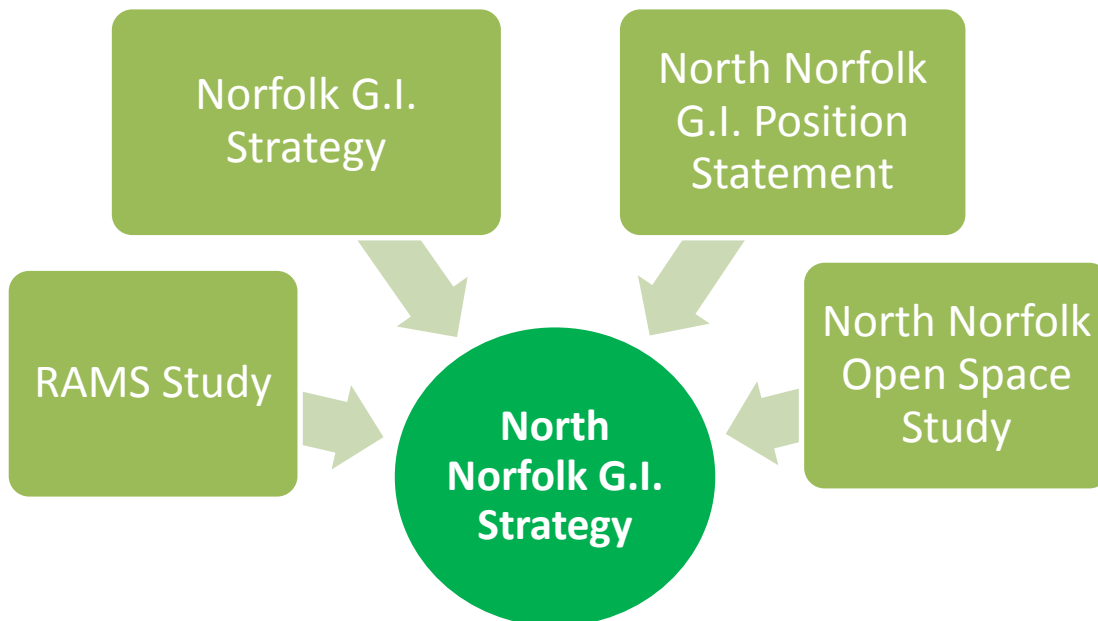 Norfolk G.I.
Strategy
North Norfolk
G.I. Position
Statement
RAMS Study
North Norfolk
Open Space
Study
North
Norfolk G.I.
Strategy